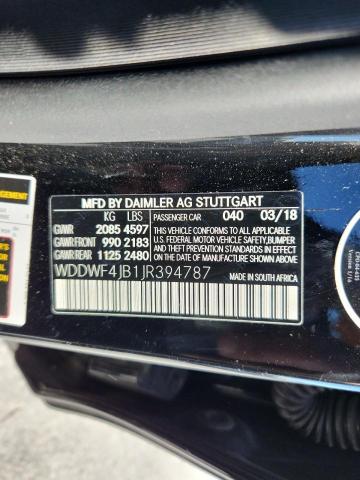 MFD BY DAIMLER AG STUTTGART
KG LBS PASSENGER CAR 040 03/18
GVWR 2085 4597
GAWR FRONT 990 2183
GAWR REAR 1125 2480
THIS VEHICLE CONFORMS TO ALL APPLICABLE
U.S. FEDERAL MOTOR VEHICLE SAFETY, BUMPER
AND THEFT PREVENTION STANDARDS IN EFFECT
ON THE DATE OF MANUFACTURE SHOWN ABOVE.
WDDWF4JB1JR394787 SOUTH AFRICA